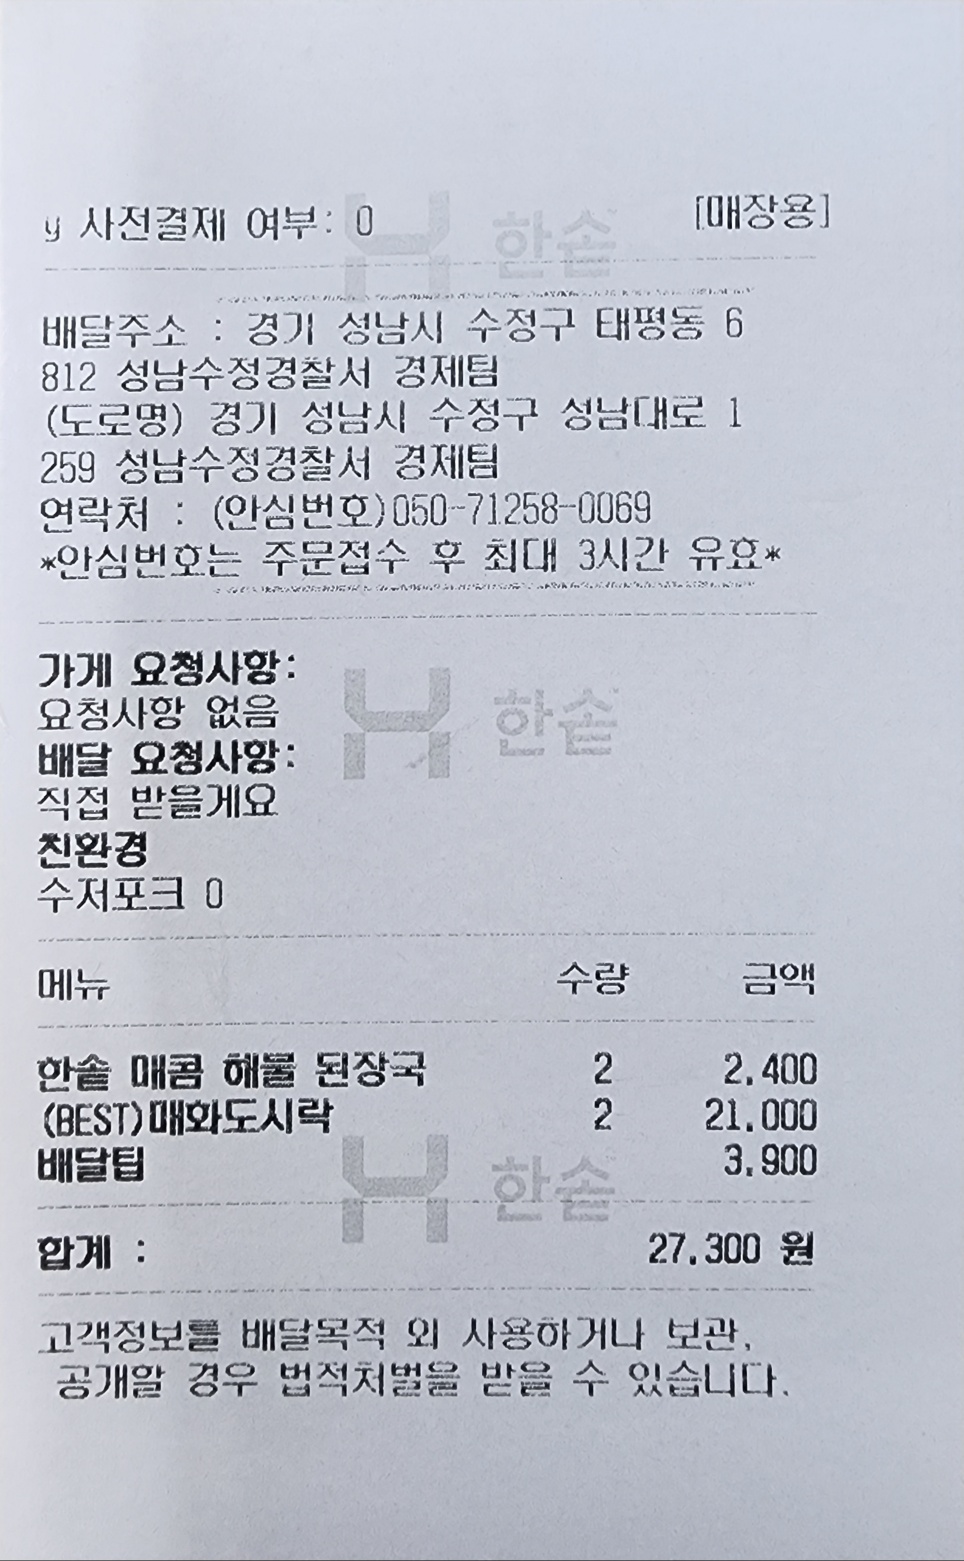 y 사전결제 여부: O [매장용]
한솥
배달주소 : 경기 성남시 수정구 태평동 6
812 성남수정경찰서 경제팀
(도로명) 경기 성남시 수정구 성남대로 1
259 성남수정경찰서 경제팀
연락처 : (안심번호)050-71258-0069
*안심번호는 주문접수 후 최대 3시간 유효*
가게 요청사항:
요청사항 없음
한솥
배달 요청사항:
직접 받을게요
친환경
수저포크 O
메뉴 수량 금액
한솥 매콤 해물 된장국 2 2,400
(BEST)매화도시락 2 21,000
배달팁 3,900
한솥
합계 : 27,300 원
고객정보를 배달목적 외 사용하거나 보관,
공개할 경우 법적처벌을 받을 수 있습니다.